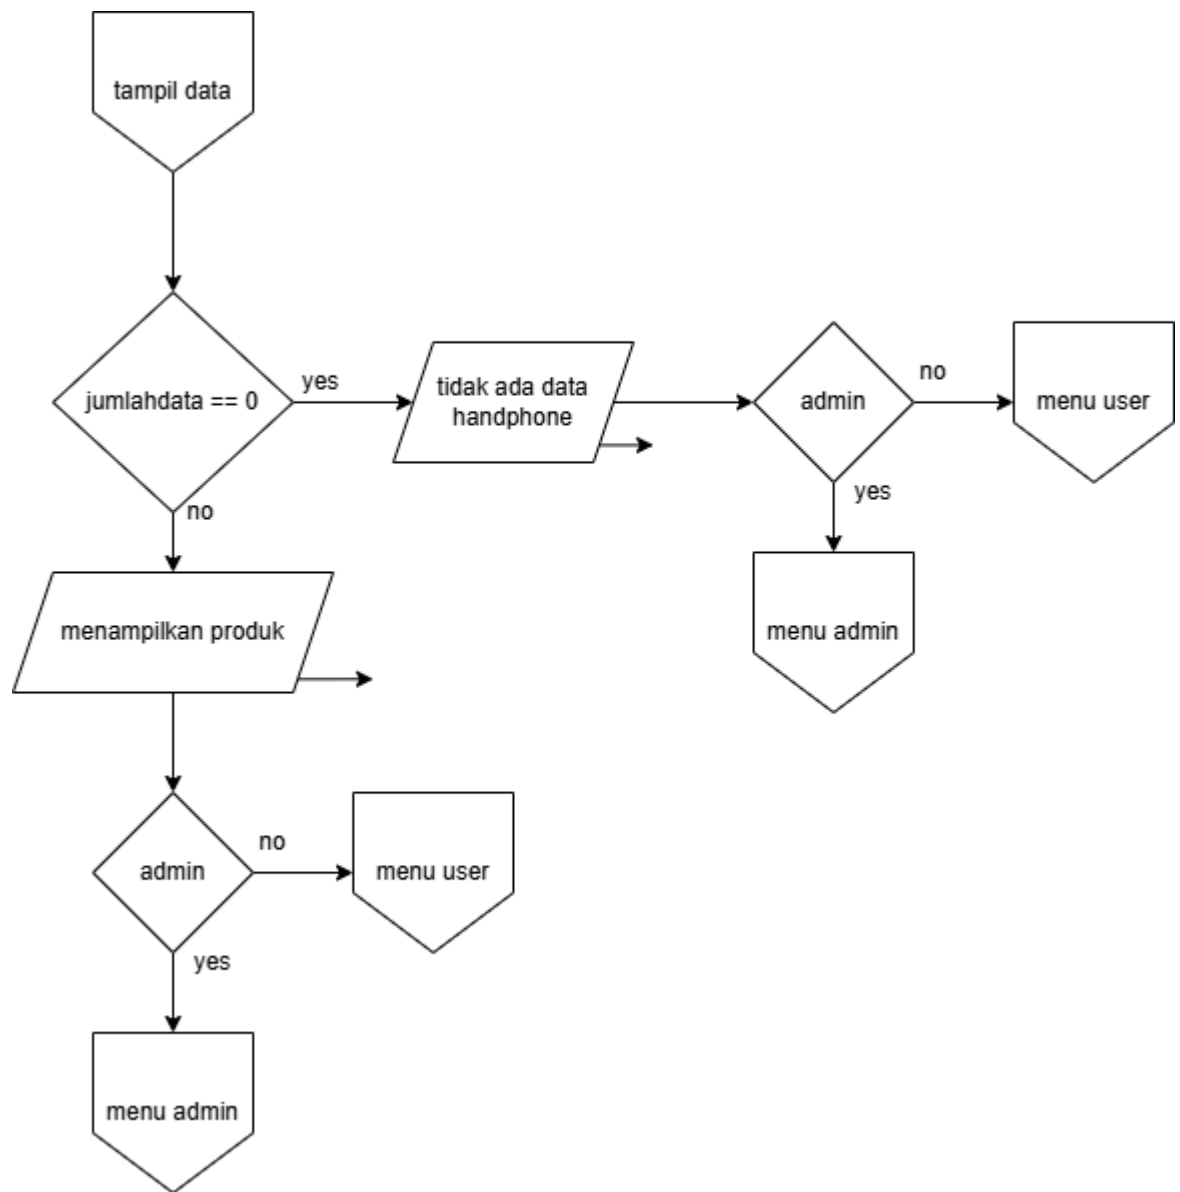 tampil data
jumlahdata == 0
yes
tidak ada data
handphone
admin
no
menu user
yes
menu admin
no
menampilkan produk
admin
no
menu user
yes
menu admin